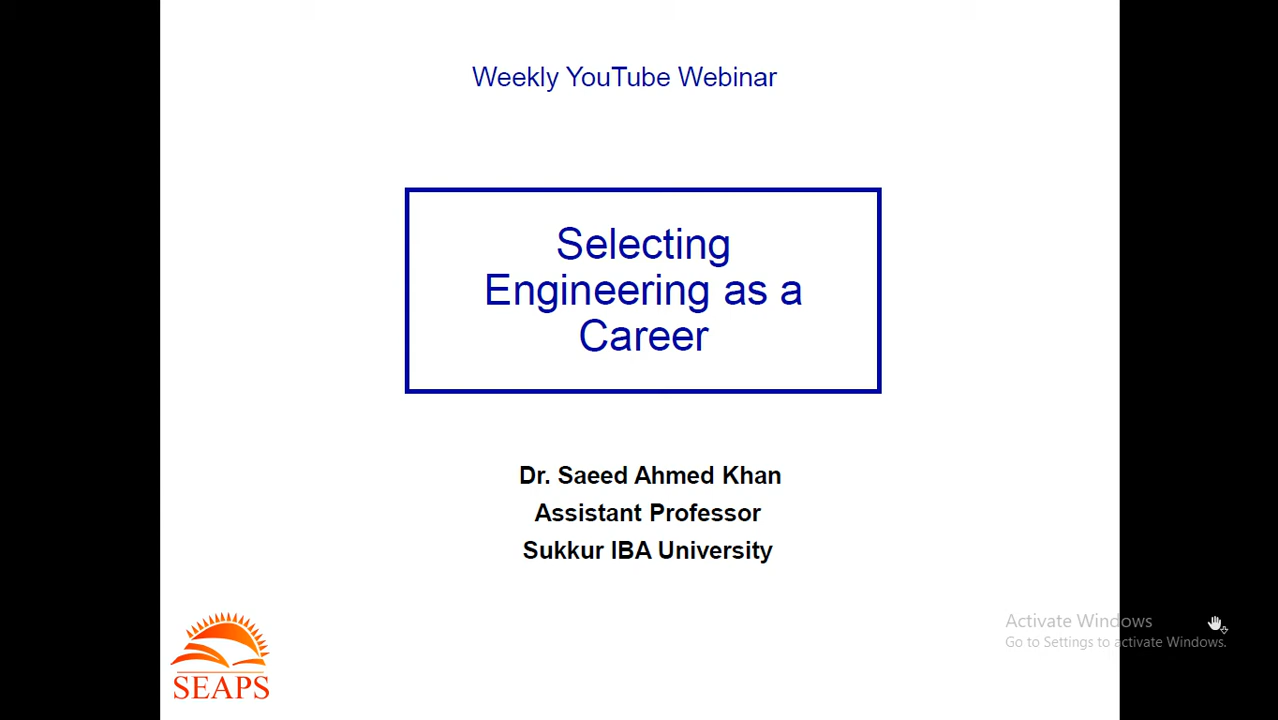 Weekly YouTube Webinar
Selecting
Engineering as a
Career
Dr. Saeed Ahmed Khan
Assistant Professor
Sukkur IBA University
Activate Windows
Go to Settings to activate Windows.
SEAPS